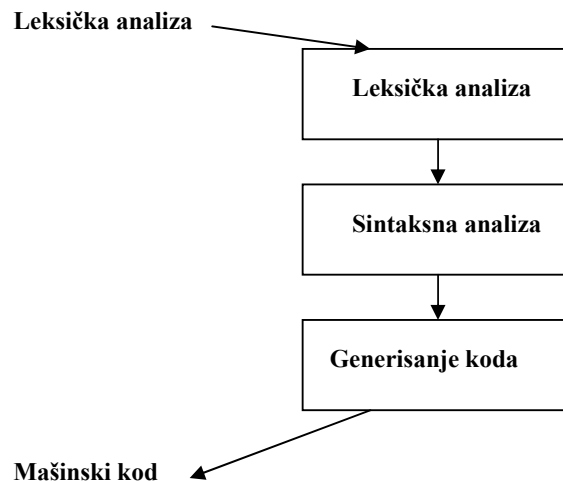 Leksička analiza
Leksička analiza
Sintaksna analiza
Generisanje koda
Mašinski kod